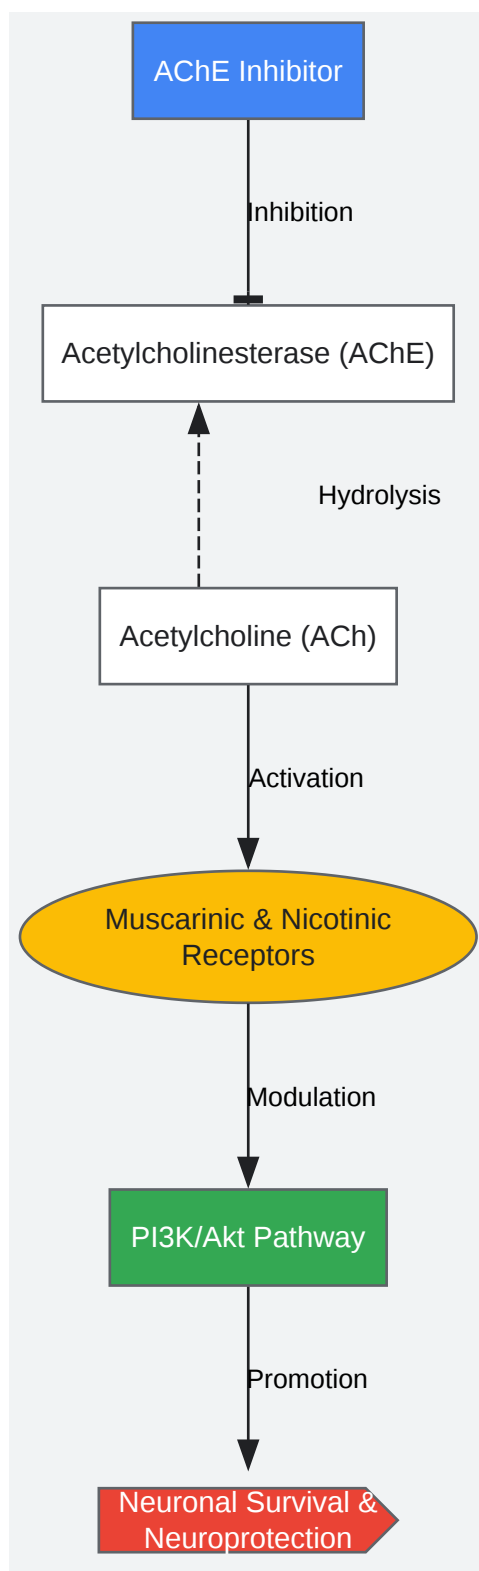 AChE Inhibitor
Inhibition
Acetylcholinesterase (AChE)
Hydrolysis
Acetylcholine (ACh)
Activation
Muscarinic & Nicotinic
Receptors
Modulation
PI3K/Akt Pathway
Promotion
Neuronal Survival &
Neuroprotection